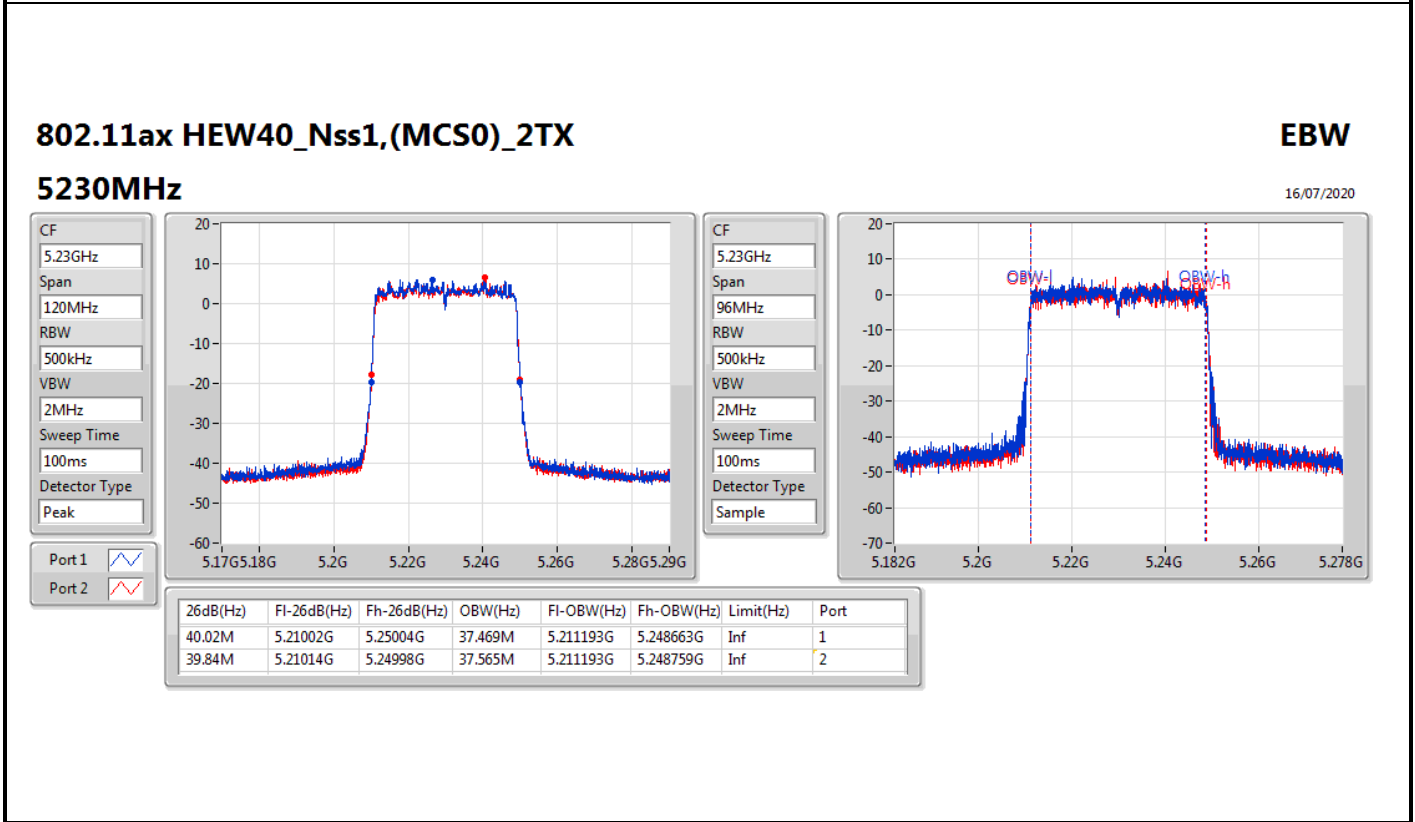 802.11ax HEW40_Nss1,(MCS0)_2TX
EBW
5230MHz
16/07/2020
CF
5.23GHz
Span
120MHz
RBW
500kHz
VBW
2MHz
Sweep Time
100ms
Detector Type
Peak
Port 1
Port 2
20
10
0
-10
-20
-30
-40
-50
-60
5.17G 5.18G 5.2G 5.22G 5.24G 5.26G 5.28G 5.29G
CF
5.23GHz
Span
96MHz
RBW
500kHz
VBW
2MHz
Sweep Time
100ms
Detector Type
Sample
20
10
0
-10
-20
-30
-40
-50
-60
-70
OBW-l OBW-h
OBW-l OBW-h
5.182G 5.2G 5.22G 5.24G 5.26G 5.278G
26dB(Hz) Fl-26dB(Hz) Fh-26dB(Hz) OBW(Hz) Fl-OBW(Hz) Fh-OBW(Hz) Limit(Hz) Port
40.02M 5.21002G 5.25004G 37.469M 5.211193G 5.248663G Inf 1
39.84M 5.21014G 5.24998G 37.565M 5.211193G 5.248759G Inf 2